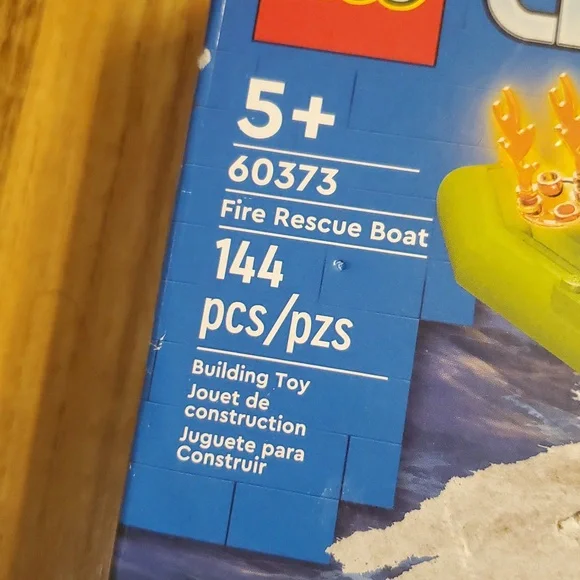 5+
60373
Fire Rescue Boat
144
pcs/pzs
Building Toy
Jouet de
construction
Juguete para
Construir